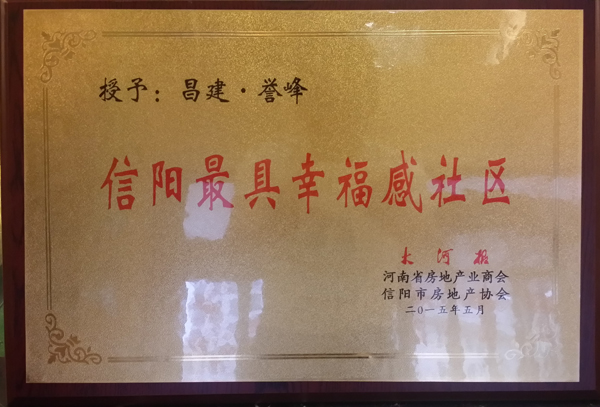 授予：昌建·誉峰
信阳最具幸福感社区
大河报
河南省房地产业商会
信阳市房地产协会
二0一五年五月